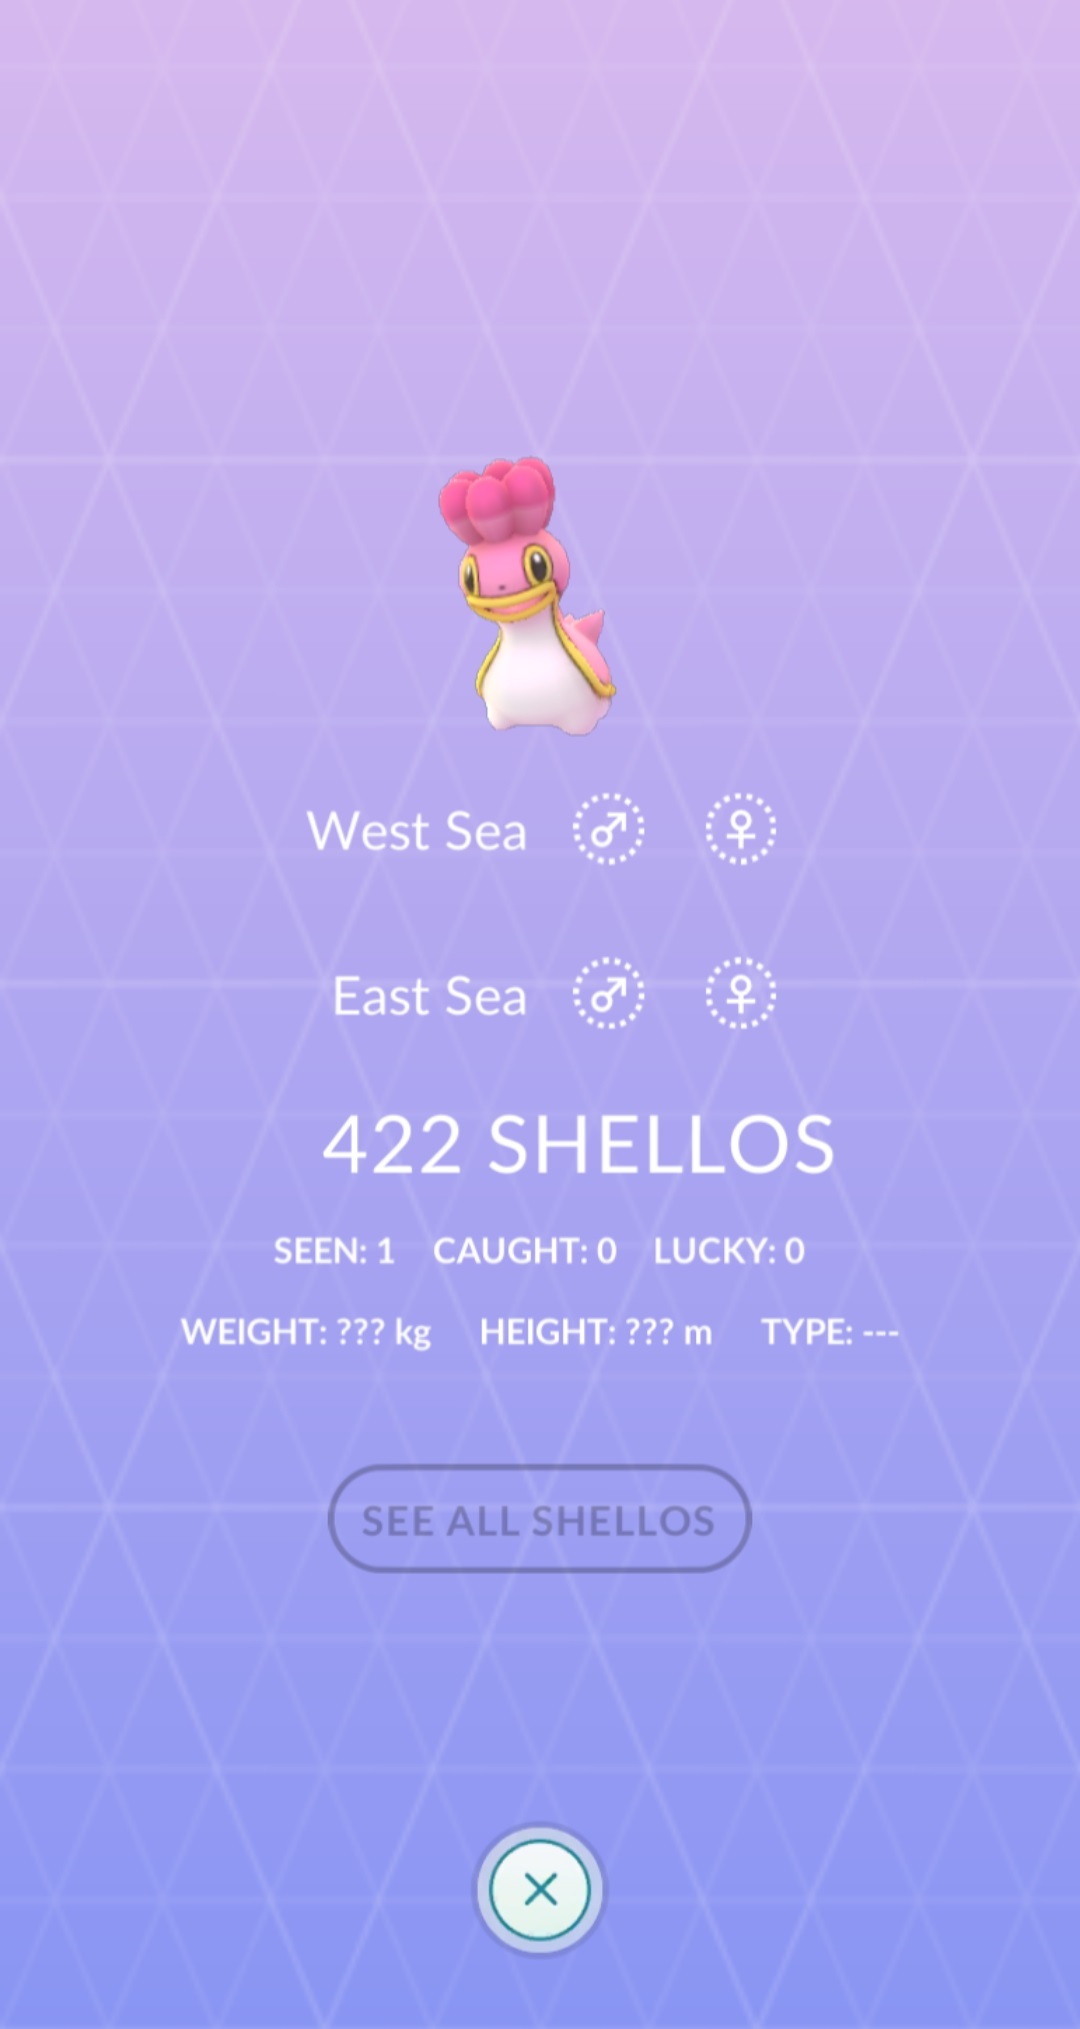 West Sea ♂ ♀
East Sea ♂ ♀
422 SHELLOS
SEEN: 1 CAUGHT: 0 LUCKY: 0
WEIGHT: ??? kg HEIGHT: ??? m TYPE: ---
SEE ALL SHELLOS